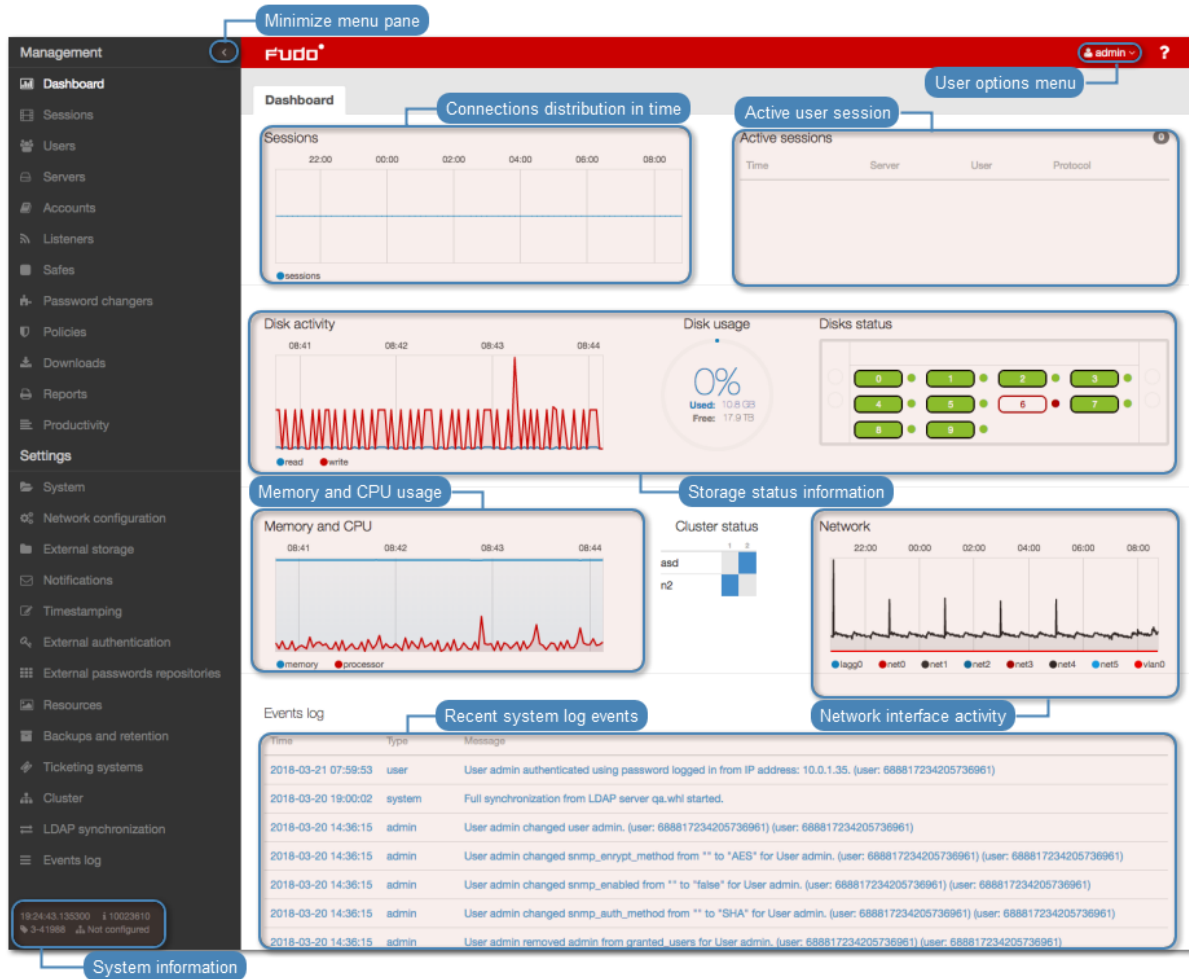 Minimize menu pane
Management
Fudo
admin
?
User options menu
Dashboard
Sessions
Users
Servers
Accounts
Listeners
Safes
Password changers
Policies
Downloads
Reports
Productivity
Settings
System
Network configuration
External storage
Notifications
Timestamping
External authentication
External passwords repositories
Resources
Backups and retention
Ticketing systems
Cluster
LDAP synchronization
Events log
19:24:43.135300 10023610
3-41988 Not configured
System information
Dashboard
Connections distribution in time
Sessions
22:00 00:00 02:00 04:00 06:00 08:00
sessions
Active user session
Active sessions 0
Time Server User Protocol
Disk activity
08:41 08:42 08:43 08:44
read write
Disk usage
0%
Used: 10.8 GB
Free: 17.9 TB
Disks status
0 1 2 3
4 5 6 7
8 9
Storage status information
Memory and CPU usage
Memory and CPU
08:41 08:42 08:43 08:44
memory processor
Cluster status
1 2
asd
n2
Network
22:00 00:00 02:00 04:00 06:00 08:00
lagg0 net0 net1 net2 net3 net4 net5 vlan0
Network interface activity
Events log
Recent system log events
Time Type Message
2018-03-21 07:59:53 user User admin authenticated using password logged in from IP address: 10.0.1.35. (user: 688817234205736961)
2018-03-20 19:00:02 system Full synchronization from LDAP server qa.whl started.
2018-03-20 14:36:15 admin User admin changed user admin. (user: 688817234205736961) (user: 688817234205736961)
2018-03-20 14:36:15 admin User admin changed snmp_enrypt_method from "" to "AES" for User admin. (user: 688817234205736961) (user: 688817234205736961)
2018-03-20 14:36:15 admin User admin changed snmp_enabled from "" to "false" for User admin. (user: 688817234205736961) (user: 688817234205736961)
2018-03-20 14:36:15 admin User admin changed snmp_auth_method from "" to "SHA" for User admin. (user: 688817234205736961) (user: 688817234205736961)
2018-03-20 14:36:15 admin User admin removed admin from granted_users for User admin. (user: 688817234205736961) (user: 688817234205736961)